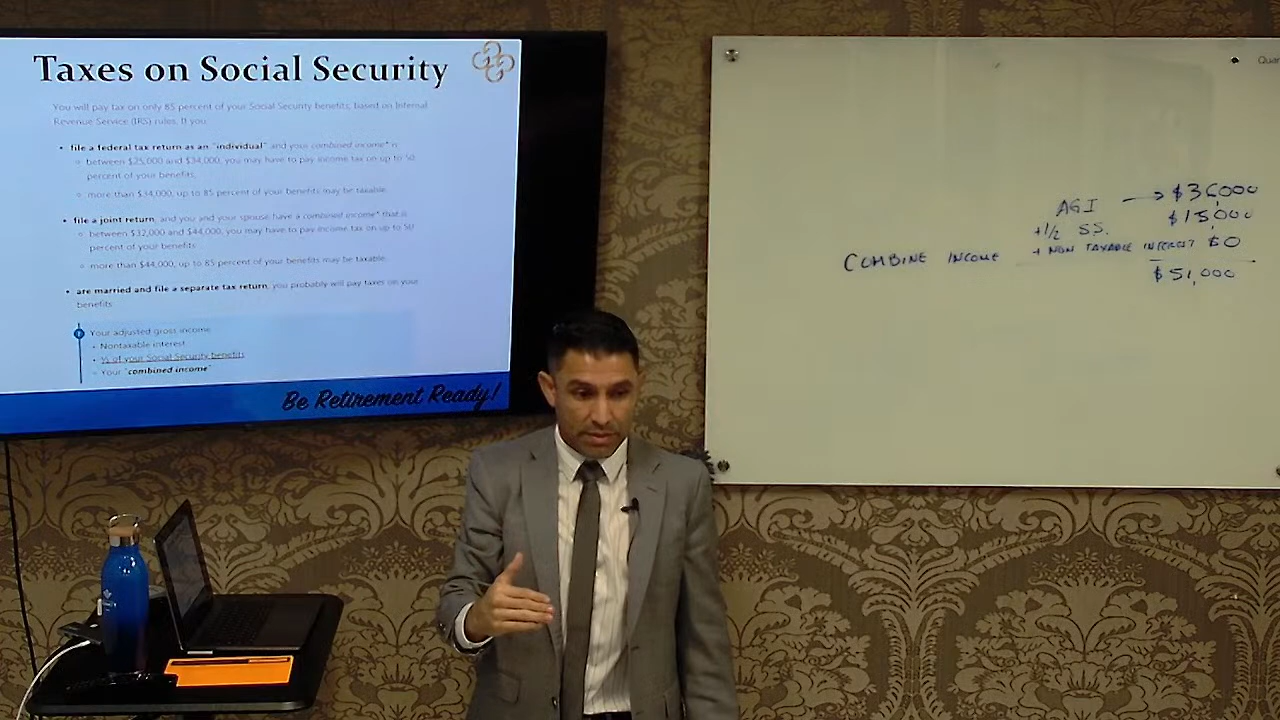 Taxes on Social Security
You will pay tax on only 85 percent of your Social Security benefits, based on Internal
Revenue Service (IRS) rules. If you:
• file a federal tax return as an "individual" and your combined income* is
between $25,000 and $34,000, you may have to pay income tax on up to 50
percent of your benefits.
more than $34,000, up to 85 percent of your benefits may be taxable.
• file a joint return, and you and your spouse have a combined income* that is
between $32,000 and $44,000, you may have to pay income tax on up to 50
percent of your benefits
more than $44,000, up to 85 percent of your benefits may be taxable.
• are married and file a separate tax return, you probably will pay taxes on your
benefits.
Your adjusted gross income
Nontaxable interest
½ of your Social Security benefits
Your "combined income"
Be Retirement Ready!
AGI → $36,000
+1/2 SS. $15,000
+ NON TAXABLE INTEREST $0
COMBINE INCOME
$51,000